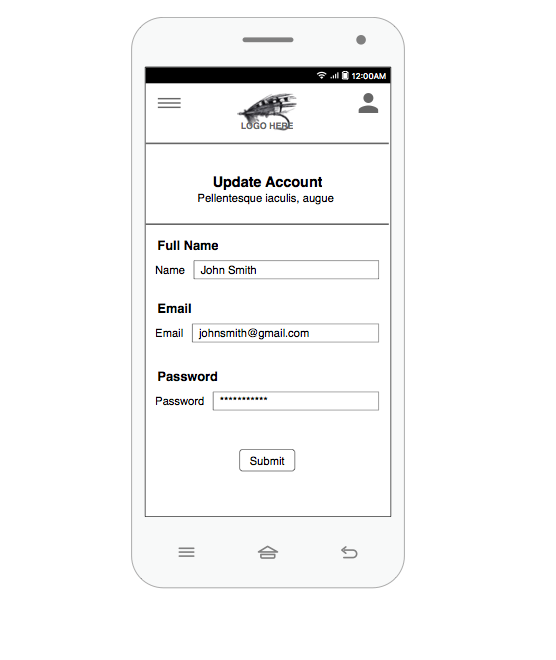 12:00AM
LOGO HERE
Update Account
Pellentesque iaculis, augue
Full Name
Name John Smith
Email
Email johnsmith@gmail.com
Password
Password ***********
Submit